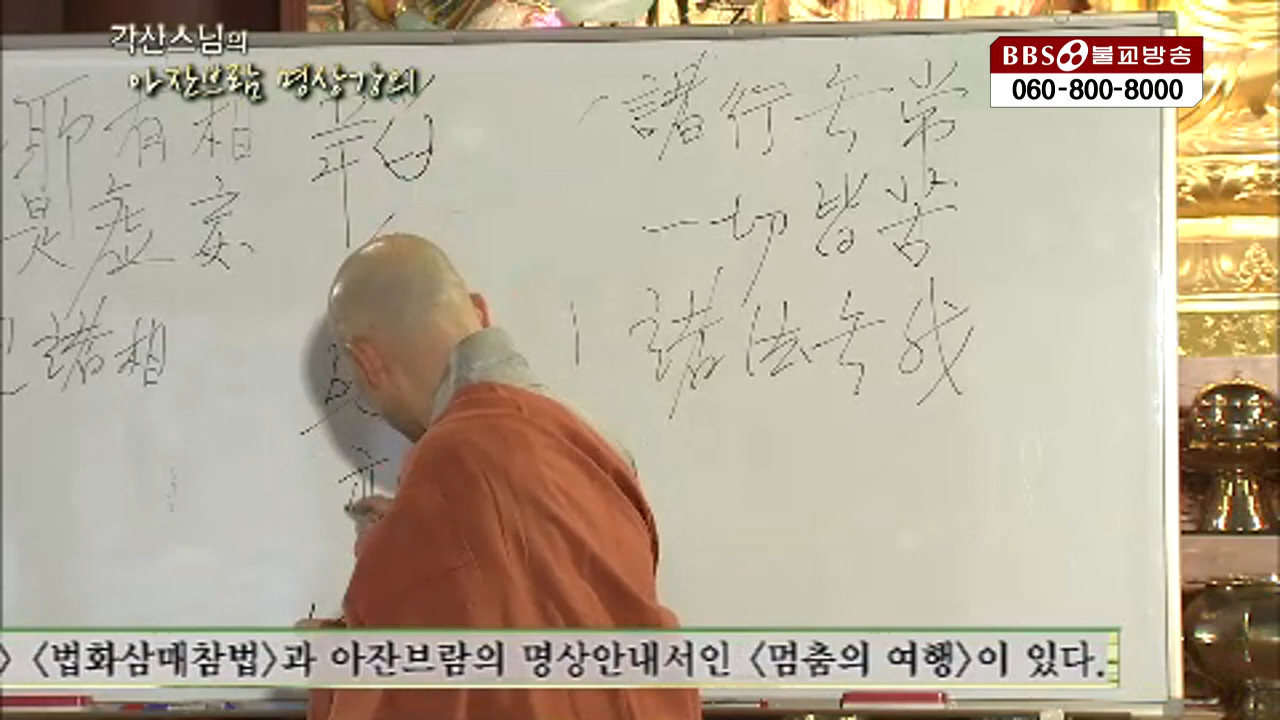 각산스님의
아잔브람 명상강의
BBS 불교방송
060-800-8000
有相
是虛妄
諸相
諸行无常
一切皆苦
諸法无我
〉 〈법화삼매참법〉과 아잔브람의 명상안내서인 〈멈춤의 여행〉이 있다.